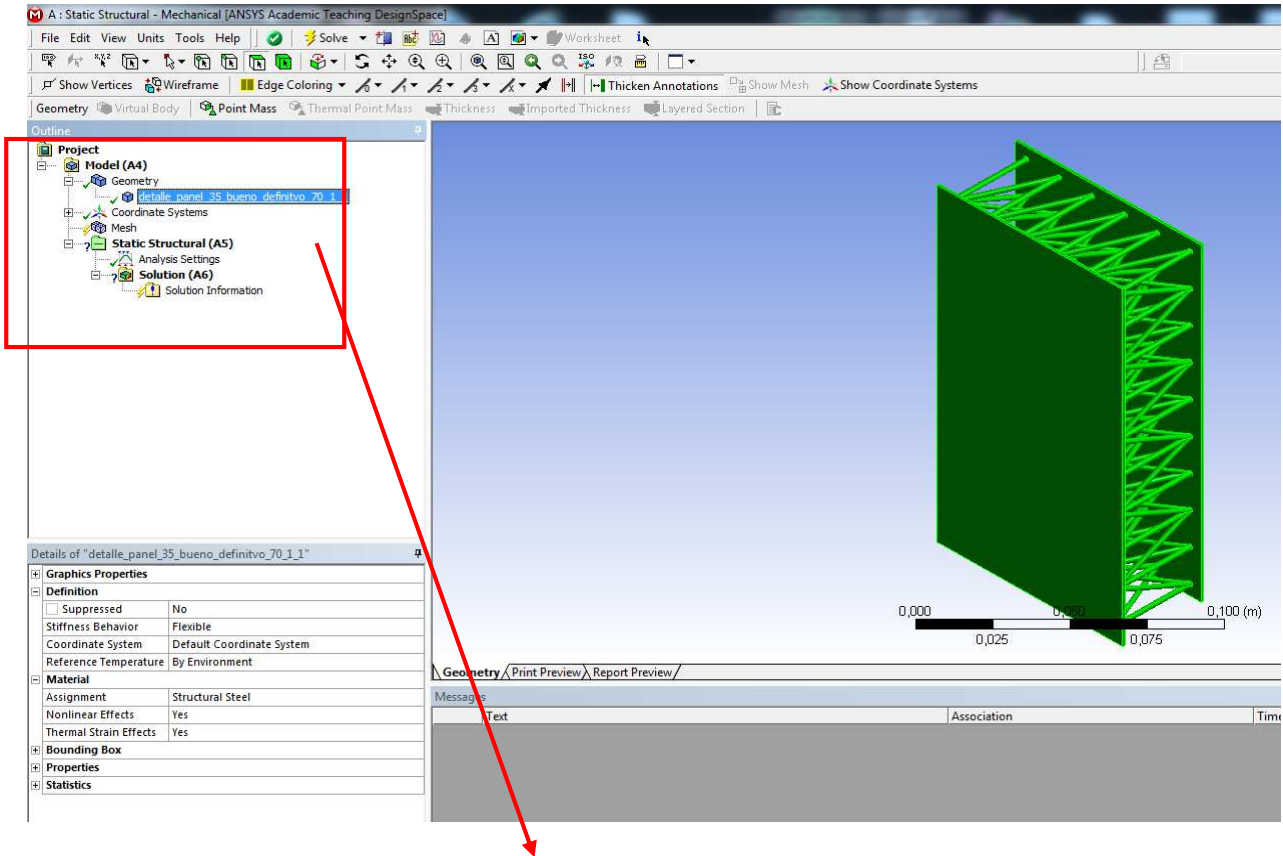 A : Static Structural - Mechanical [ANSYS Academic Teaching DesignSpace]
File Edit View Units Tools Help Solve Worksheet
Show Vertices Wireframe Edge Coloring Thicken Annotations Show Mesh Show Coordinate Systems
Geometry Virtual Body Point Mass Thermal Point Mass Thickness Imported Thickness Layered Section
Outline
Project
Model (A4)
Geometry
detalle_panel_35_bueno_definitvo_70_1_1
Coordinate Systems
Mesh
Static Structural (A5)
Analysis Settings
Solution (A6)
Solution Information
0,000 0,050 0,100 (m)
0,025 0,075
Geometry Print Preview Report Preview
Messages
Text Association Time
Details of "detalle_panel_35_bueno_definitvo_70_1_1"
Graphics Properties
Definition
Suppressed No
Stiffness Behavior Flexible
Coordinate System Default Coordinate System
Reference Temperature By Environment
Material
Assignment Structural Steel
Nonlinear Effects Yes
Thermal Strain Effects Yes
Bounding Box
Properties
Statistics